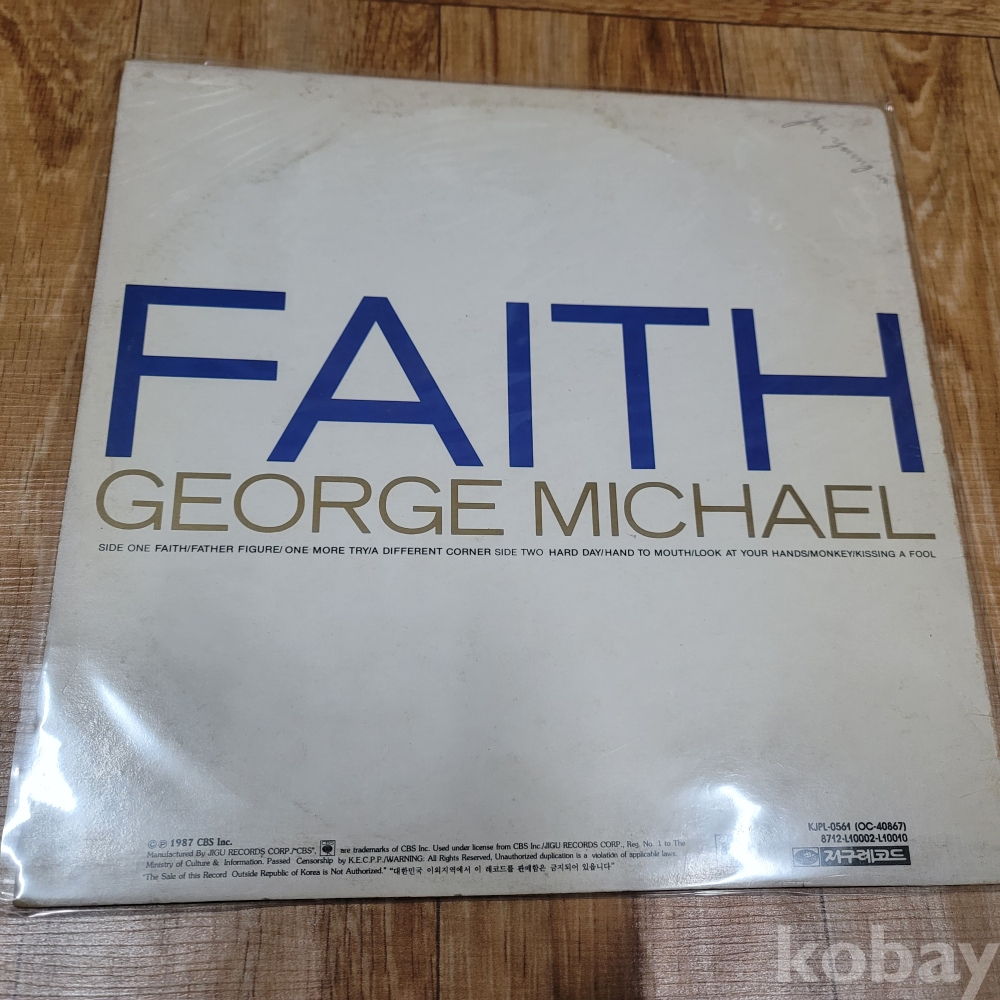 FAITH
GEORGE MICHAEL
SIDE ONE FAITH/FATHER FIGURE/ONE MORE TRY/A DIFFERENT CORNER SIDE TWO HARD DAY/HAND TO MOUTH/LOOK AT YOUR HANDS/MONKEY/KISSING A FOOL
©℗ 1987 CBS Inc.
Manufactured By JIGU RECORDS CORP./"CBS", are trademarks of CBS Inc. Used under license from CBS Inc./JIGU RECORDS CORP., Reg. No. 1 to The
Ministry of Culture & Information. Passed Censorship by K.E.C.P.P./WARNING: All Rights Reserved, Unauthorized duplication is a violation of applicable laws.
"The Sale of this Record Outside Republic of Korea is Not Authorized." "대한민국 이외지역에서 이 레코드를 판매함은 금지되어 있읍니다"
KJPL-0561 (OC-40867)
8712-L10002-L10010
지구레코드
kobay